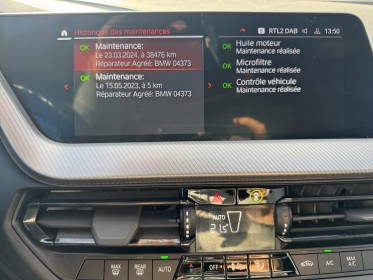 Historique des maintenances
B RTL2 DAB 13:50
OK Maintenance:
Le 23.03.2024, à 38476 km
Réparateur Agréé: BMW 04373
OK Maintenance:
Le 15.05.2023, à 5 km
Réparateur Agréé: BMW 04373
OK Huile moteur
Maintenance réalisée
OK Microfiltre
Maintenance réalisée
OK Contrôle véhicule
Maintenance réalisée
AUTO
MAX
REAR
AUTO
OFF
A/C
MAX
A/C